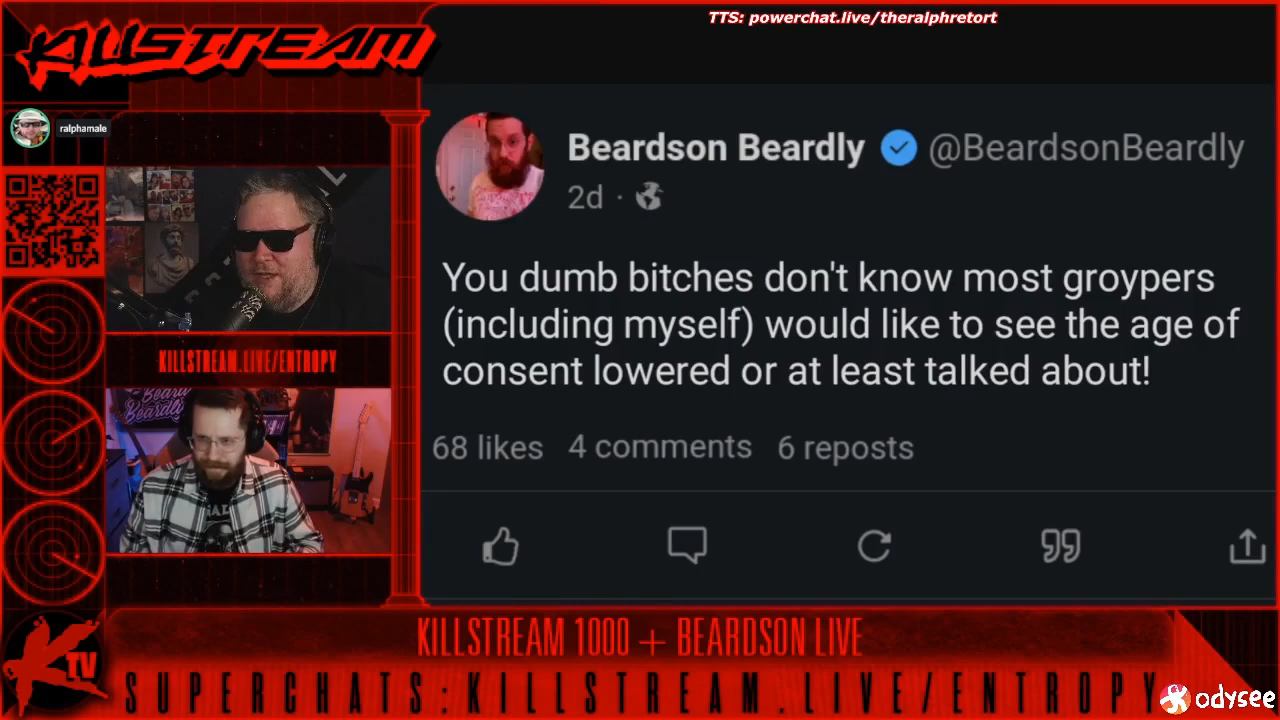 TTS: powerchat.live/theralphretort
KILLSTREAM
ralphamale
Beardson Beardly @BeardsonBeardly
2d ·
You dumb bitches don't know most groypers
(including myself) would like to see the age of
consent lowered or at least talked about!
68 likes 4 comments 6 reposts
KILLSTREAM.LIVE/ENTROPY
Beardly
KILLSTREAM 1000 + BEARDSON LIVE
K TV
SUPERCHATS:KILLSTREAM.LIVE/ENTROPY
odysee